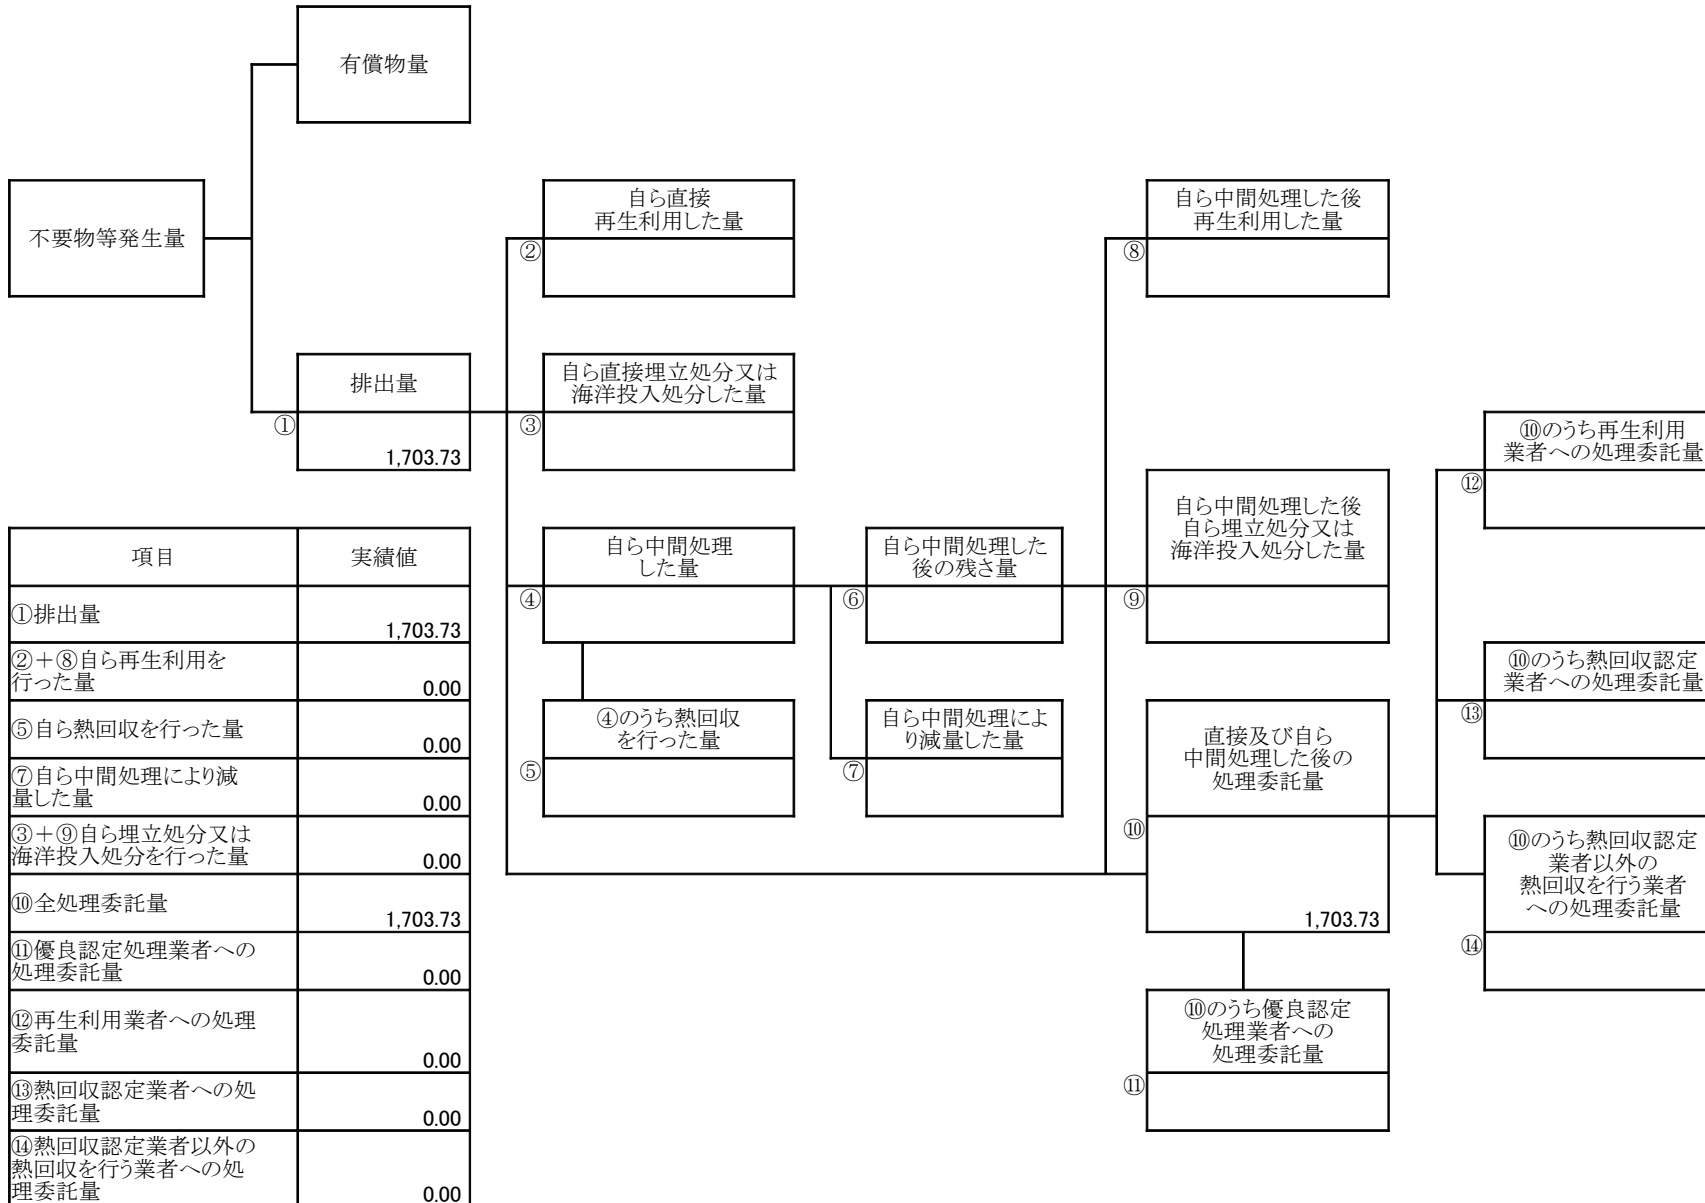 有償物量
不要物等発生量
自ら直接
再生利用した量
②
自ら中間処理した後
再生利用した量
⑧
排出量
①
1,703.73
自ら直接埋立処分又は
海洋投入処分した量
③
⑩のうち再生利用
業者への処理委託量
⑫
自ら中間処理した後
自ら埋立処分又は
海洋投入処分した量
⑨
自ら中間処理
した量
④
自ら中間処理した
後の残さ量
⑥
⑩のうち熱回収認定
業者への処理委託量
⑬
④のうち熱回収
を行った量
⑤
自ら中間処理によ
り減量した量
⑦
直接及び自ら
中間処理した後の
処理委託量
⑩
1,703.73
⑩のうち熱回収認定
業者以外の
熱回収を行う業者
への処理委託量
⑭
⑩のうち優良認定
処理業者への
処理委託量
⑪
項目 実績値
①排出量 1,703.73
②+⑧自ら再生利用を
行った量 0.00
⑤自ら熱回収を行った量 0.00
⑦自ら中間処理により減
量した量 0.00
③+⑨自ら埋立処分又は
海洋投入処分を行った量 0.00
⑩全処理委託量 1,703.73
⑪優良認定処理業者への
処理委託量 0.00
⑫再生利用業者への処理
委託量 0.00
⑬熱回収認定業者への処
理委託量 0.00
⑭熱回収認定業者以外の
熱回収を行う業者への処
理委託量 0.00